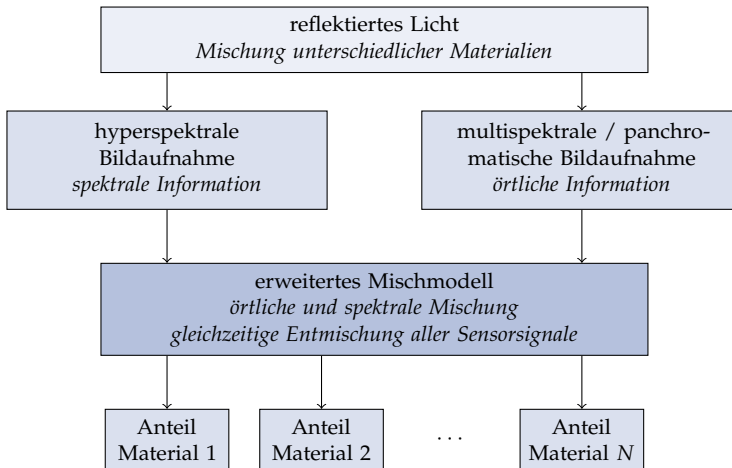 reflektiertes Licht
Mischung unterschiedlicher Materialien
hyperspektrale
Bildaufnahme
spektrale Information
multispektrale / panchro-
matische Bildaufnahme
örtliche Information
erweitertes Mischmodell
örtliche und spektrale Mischung
gleichzeitige Entmischung aller Sensorsignale
Anteil
Material 1
Anteil
Material 2
...
Anteil
Material N